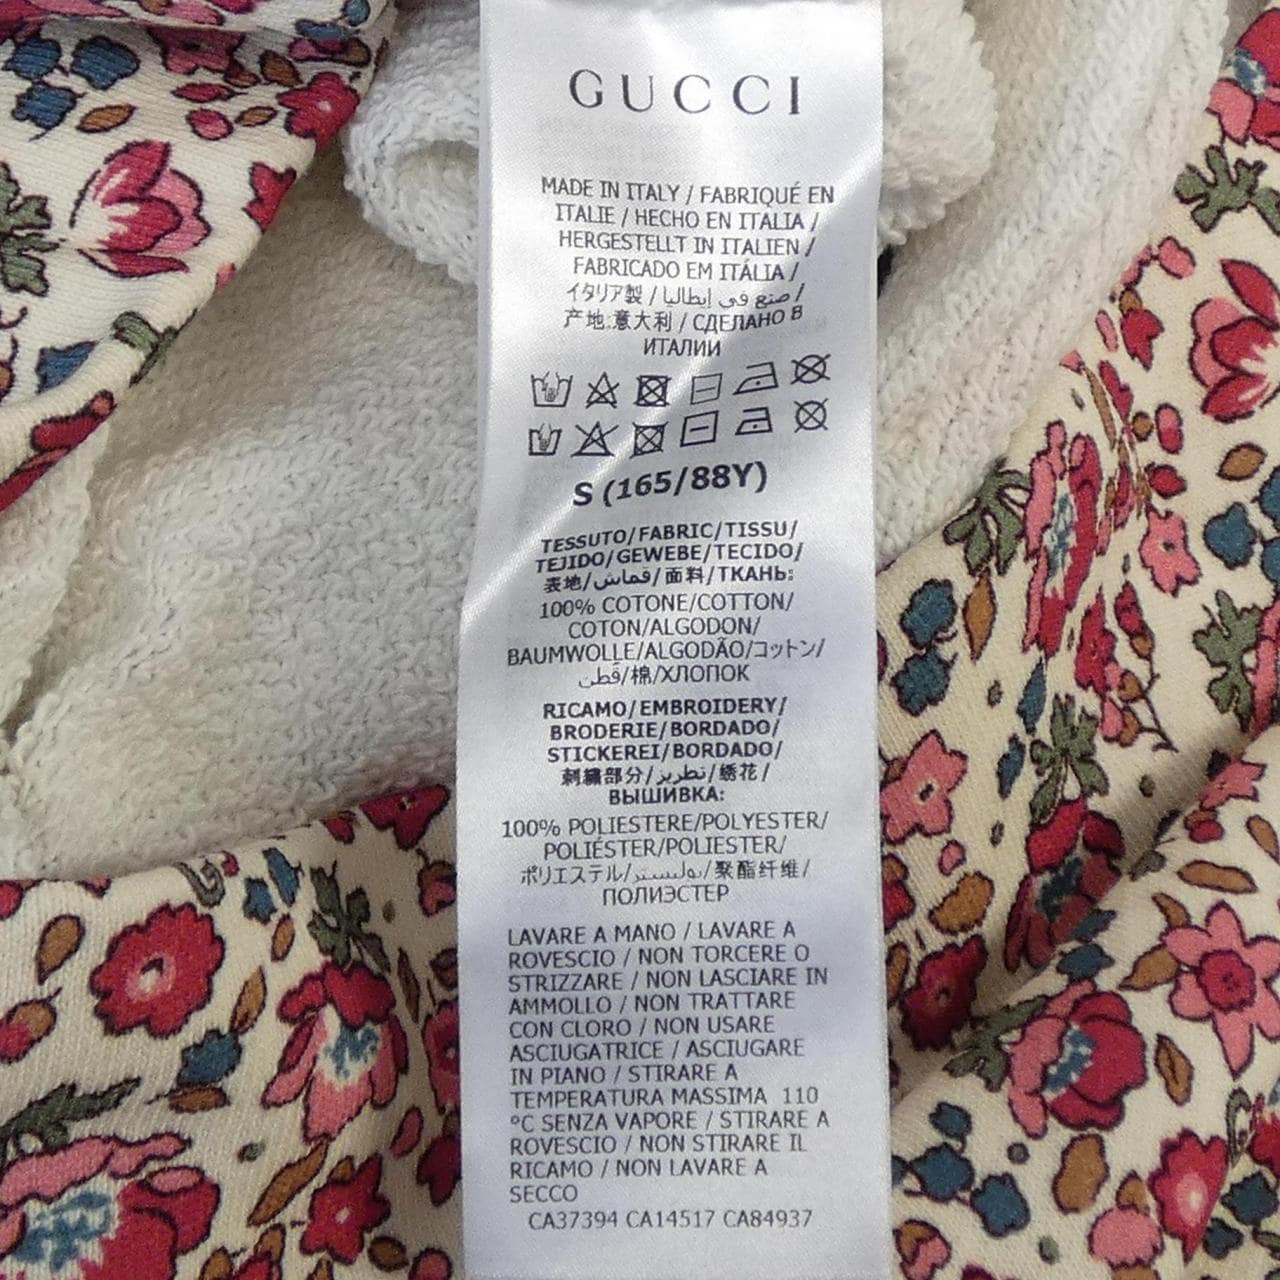 GUCCI
MADE IN ITALY / FABRIQUÉ EN
ITALIE / HECHO EN ITALIA /
HERGESTELLT IN ITALIEN /
FABRICADO EM ITÁLIA /
イタリア製 / صنع في إيطاليا /
产地:意大利 / СДЕЛАНО В
ИТАЛИИ
S (165/88Y)
TESSUTO/FABRIC/TISSU/
TEJIDO/GEWEBE/TECIDO/
表地/قماش/面料/ТКАНЬ:
100% COTONE/COTTON/
COTON/ALGODON/
BAUMWOLLE/ALGODÃO/コットン/
قطن/棉/ХЛОПОК
RICAMO/EMBROIDERY/
BRODERIE/BORDADO/
STICKEREI/BORDADO/
刺繍部分/تطريز/绣花/
ВЫШИВКА:
100% POLIESTERE/POLYESTER/
POLIÉSTER/POLIESTER/
ポリエステル/بوليستر/聚酯纤维/
ПОЛИЭСТЕР
LAVARE A MANO / LAVARE A
ROVESCIO / NON TORCERE O
STRIZZARE / NON LASCIARE IN
AMMOLLO / NON TRATTARE
CON CLORO / NON USARE
ASCIUGATRICE / ASCIUGARE
IN PIANO / STIRARE A
TEMPERATURA MASSIMA 110
°C SENZA VAPORE / STIRARE A
ROVESCIO / NON STIRARE IL
RICAMO / NON LAVARE A
SECCO
CA37394 CA14517 CA84937